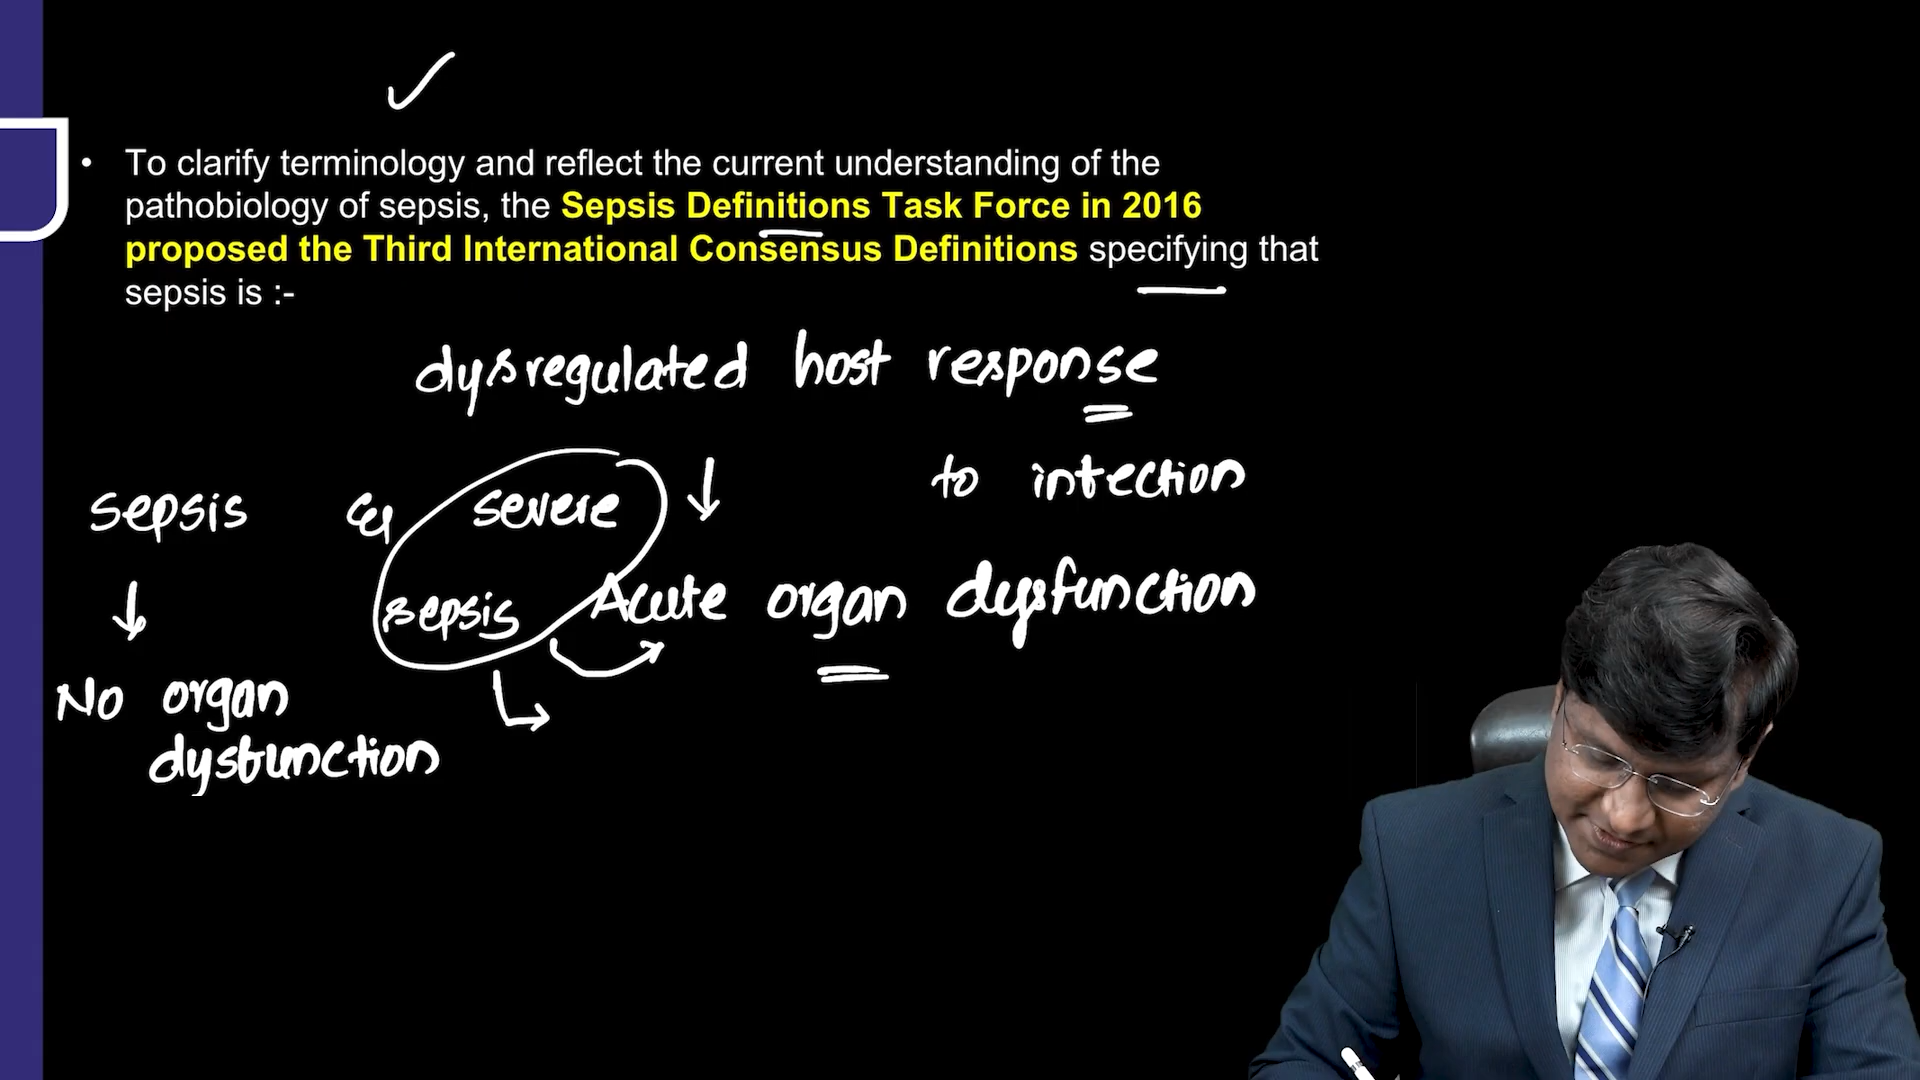 • To clarify terminology and reflect the current understanding of the
pathobiology of sepsis, the Sepsis Definitions Task Force in 2016
proposed the Third International Consensus Definitions specifying that
sepsis is :-
dysregulated host response
to infection
sepsis & severe
sepsis
Acute organ dysfunction
No organ
dysfunction